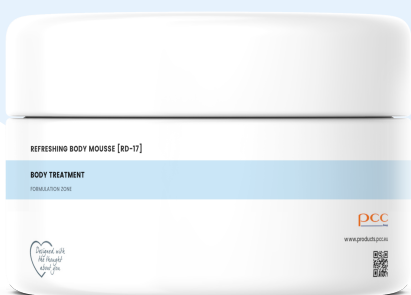 REFRESHING BODY MOUSSE [RD-17]
BODY TREATMENT
FORMULATION ZONE
pcc
www.products.pcc.eu
Designed with
the thought
about you